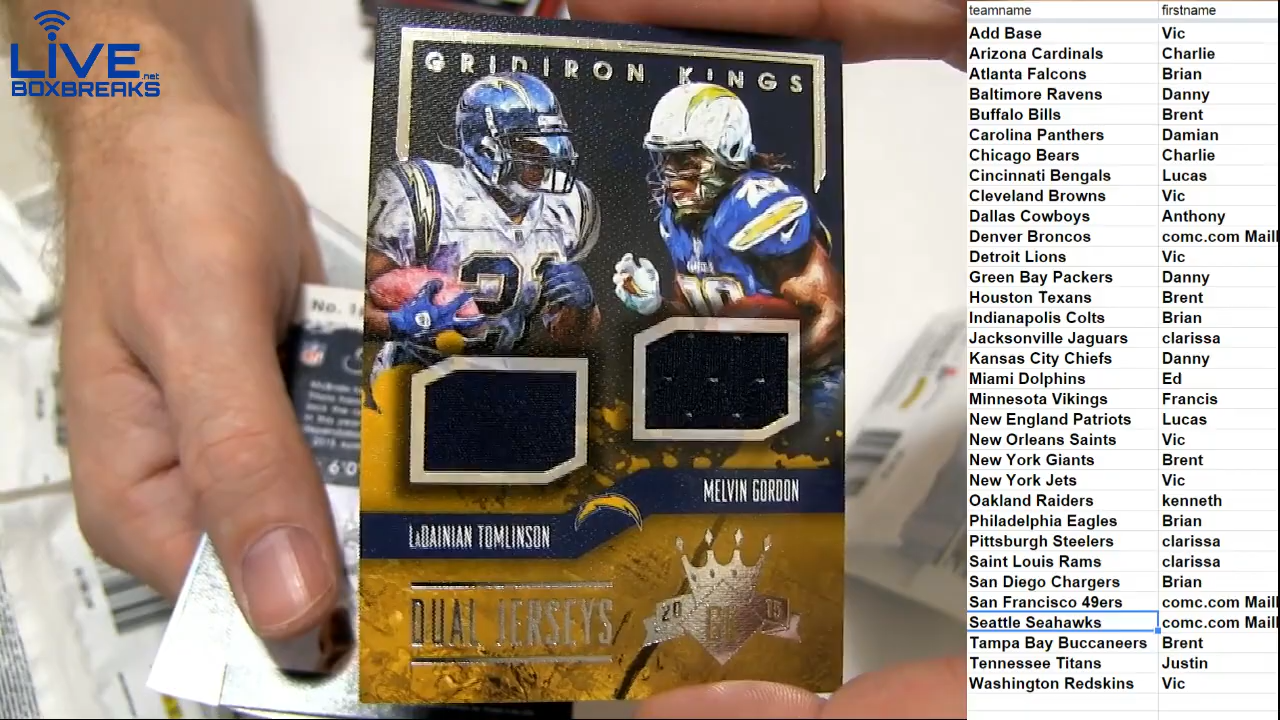 LIVE
BOXBREAKS.net
GRIDIRON KINGS
No.
6'0
MELVIN GORDON
LADAINIAN TOMLINSON
DUAL JERSEYS
20 15
GK
teamname firstname
Add Base Vic
Arizona Cardinals Charlie
Atlanta Falcons Brian
Baltimore Ravens Danny
Buffalo Bills Brent
Carolina Panthers Damian
Chicago Bears Charlie
Cincinnati Bengals Lucas
Cleveland Browns Vic
Dallas Cowboys Anthony
Denver Broncos comc.com Maill
Detroit Lions Vic
Green Bay Packers Danny
Houston Texans Brent
Indianapolis Colts Brian
Jacksonville Jaguars clarissa
Kansas City Chiefs Danny
Miami Dolphins Ed
Minnesota Vikings Francis
New England Patriots Lucas
New Orleans Saints Vic
New York Giants Brent
New York Jets Vic
Oakland Raiders kenneth
Philadelphia Eagles Brian
Pittsburgh Steelers clarissa
Saint Louis Rams clarissa
San Diego Chargers Brian
San Francisco 49ers comc.com Maill
Seattle Seahawks comc.com Maill
Tampa Bay Buccaneers Brent
Tennessee Titans Justin
Washington Redskins Vic